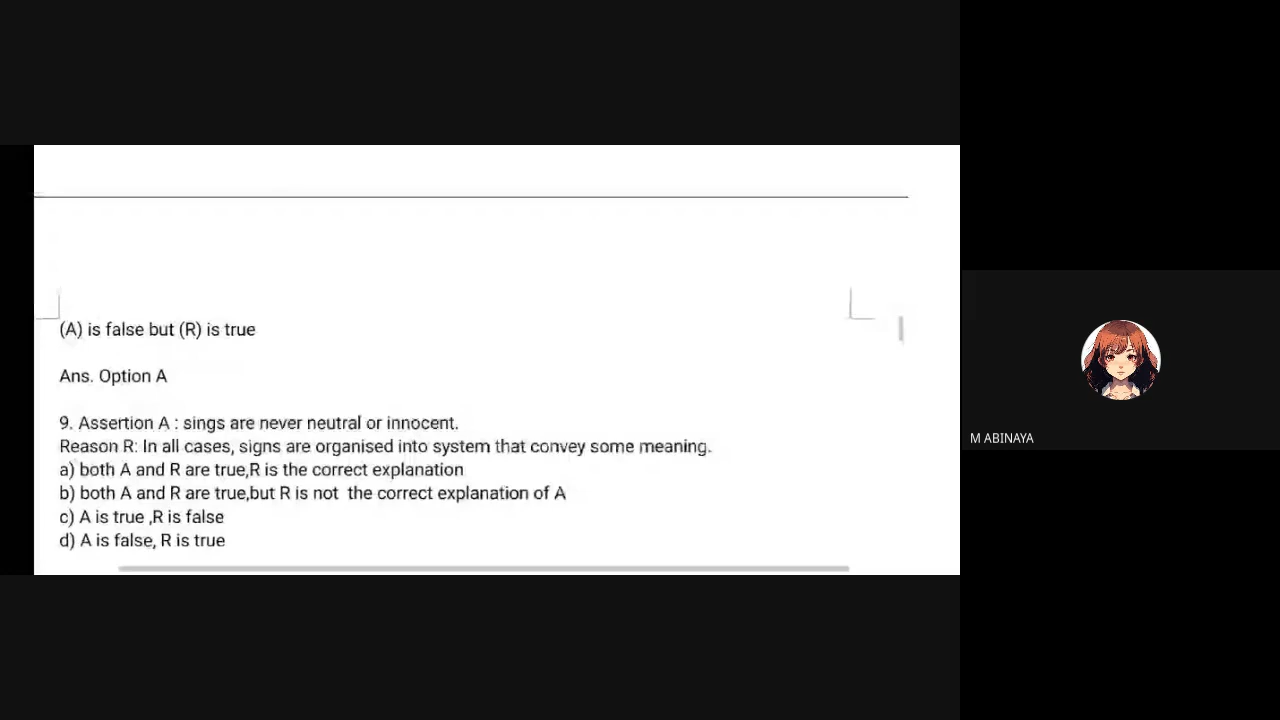 (A) is false but (R) is true
Ans. Option A
9. Assertion A : sings are never neutral or innocent.
Reason R: In all cases, signs are organised into system that convey some meaning.
a) both A and R are true,R is the correct explanation
b) both A and R are true,but R is not the correct explanation of A
c) A is true ,R is false
d) A is false, R is true
M ABINAYA